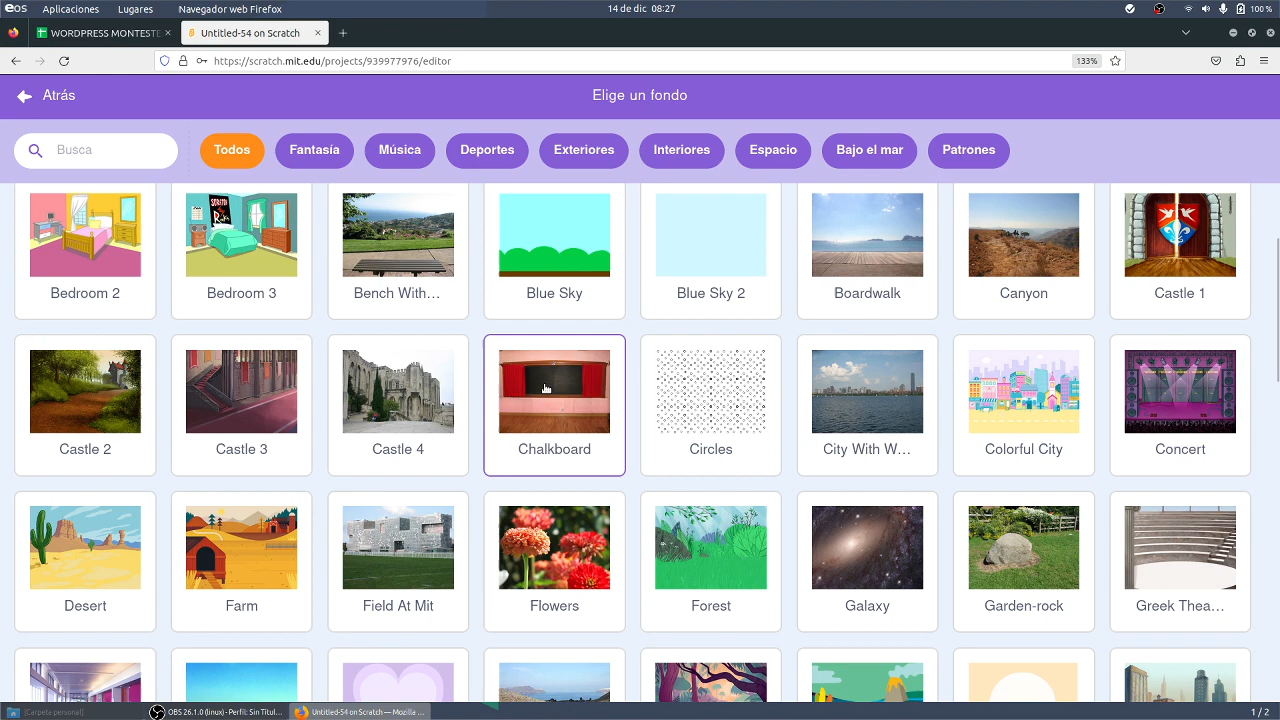 eos Aplicaciones Lugares Navegador web Firefox 14 de dic 08:27 100 %
WORDPRESS MONTESTE × Untitled-54 on Scratch × +
https://scratch.mit.edu/projects/939977976/editor 133%
Atrás Elige un fondo
Busca Todos Fantasía Música Deportes Exteriores Interiores Espacio Bajo el mar Patrones
SCRATCH
Bedroom 2 Bedroom 3 Bench With... Blue Sky Blue Sky 2 Boardwalk Canyon Castle 1
Castle 2 Castle 3 Castle 4 Chalkboard Circles City With W... Colorful City Concert
Desert Farm Field At Mit Flowers Forest Galaxy Garden-rock Greek Thea...
[Carpeta personal] OBS 26.1.0 (linux) - Perfil: Sin Títul... Untitled-54 on Scratch — Mozilla ... 1 / 2